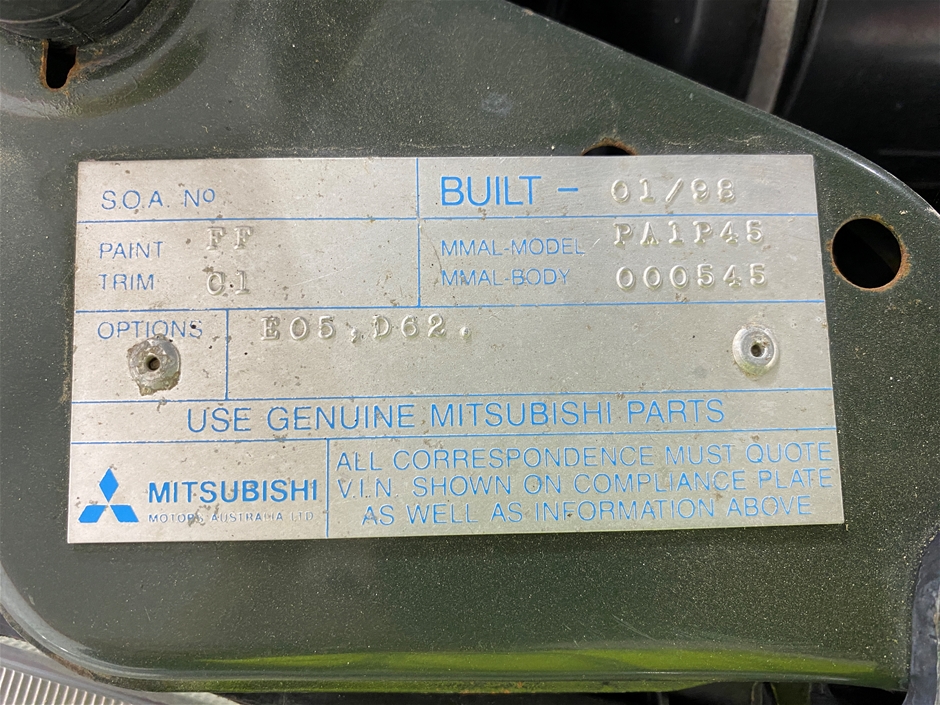 S.O.A. No
BUILT - 01/98
PAINT FF
TRIM C1
MMAL-MODEL PA1P45
MMAL-BODY 000545
OPTIONS E05,D62.
USE GENUINE MITSUBISHI PARTS
MITSUBISHI
MOTORS AUSTRALIA LTD
ALL CORRESPONDENCE MUST QUOTE
V.I.N. SHOWN ON COMPLIANCE PLATE
AS WELL AS INFORMATION ABOVE